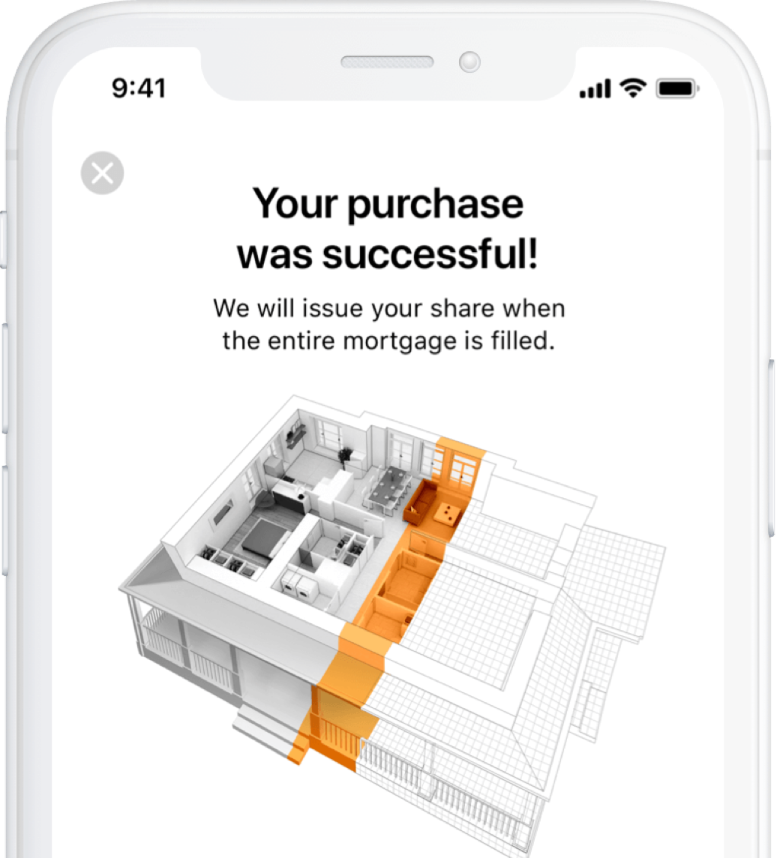 9:41
Your purchase
was successful!
We will issue your share when
the entire mortgage is filled.